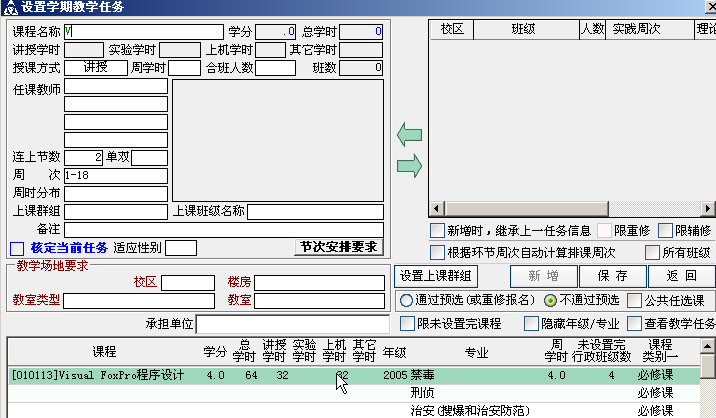 设置学期教学任务
课程名称 V 学分 .0 总学时 0
讲授学时 实验学时 上机学时 其它学时
授课方式 讲授 周学时 合班人数 班数 0
任课教师
连上节数 2 单双
周 次 1-18
周时分布
上课群组 上课班级名称
备注
核定当前任务 适应性别 节次安排要求
教学场地要求
校区 楼房
教室类型 教室
承担单位
校区 班级 人数 实践周次 理论
新增时，继承上一任务信息 限重修 限辅修
根据环节周次自动计算排课周次 所有班级
设置上课群组 新 增 保 存 返 回
通过预选(或重修报名) 不通过预选 公共任选课
限未设置完课程 隐藏年级/专业 查看教学任务
课程 学分 总学时 讲授学时 实验学时 上机学时 其它学时 年级 专业 周学时 未设置完行政班级数 课程类别一
[010113]Visual FoxPro程序设计 4.0 64 32 32 2005 禁毒 4.0 4 必修课
刑侦 必修课
治安(搜爆和治安防范) 必修课